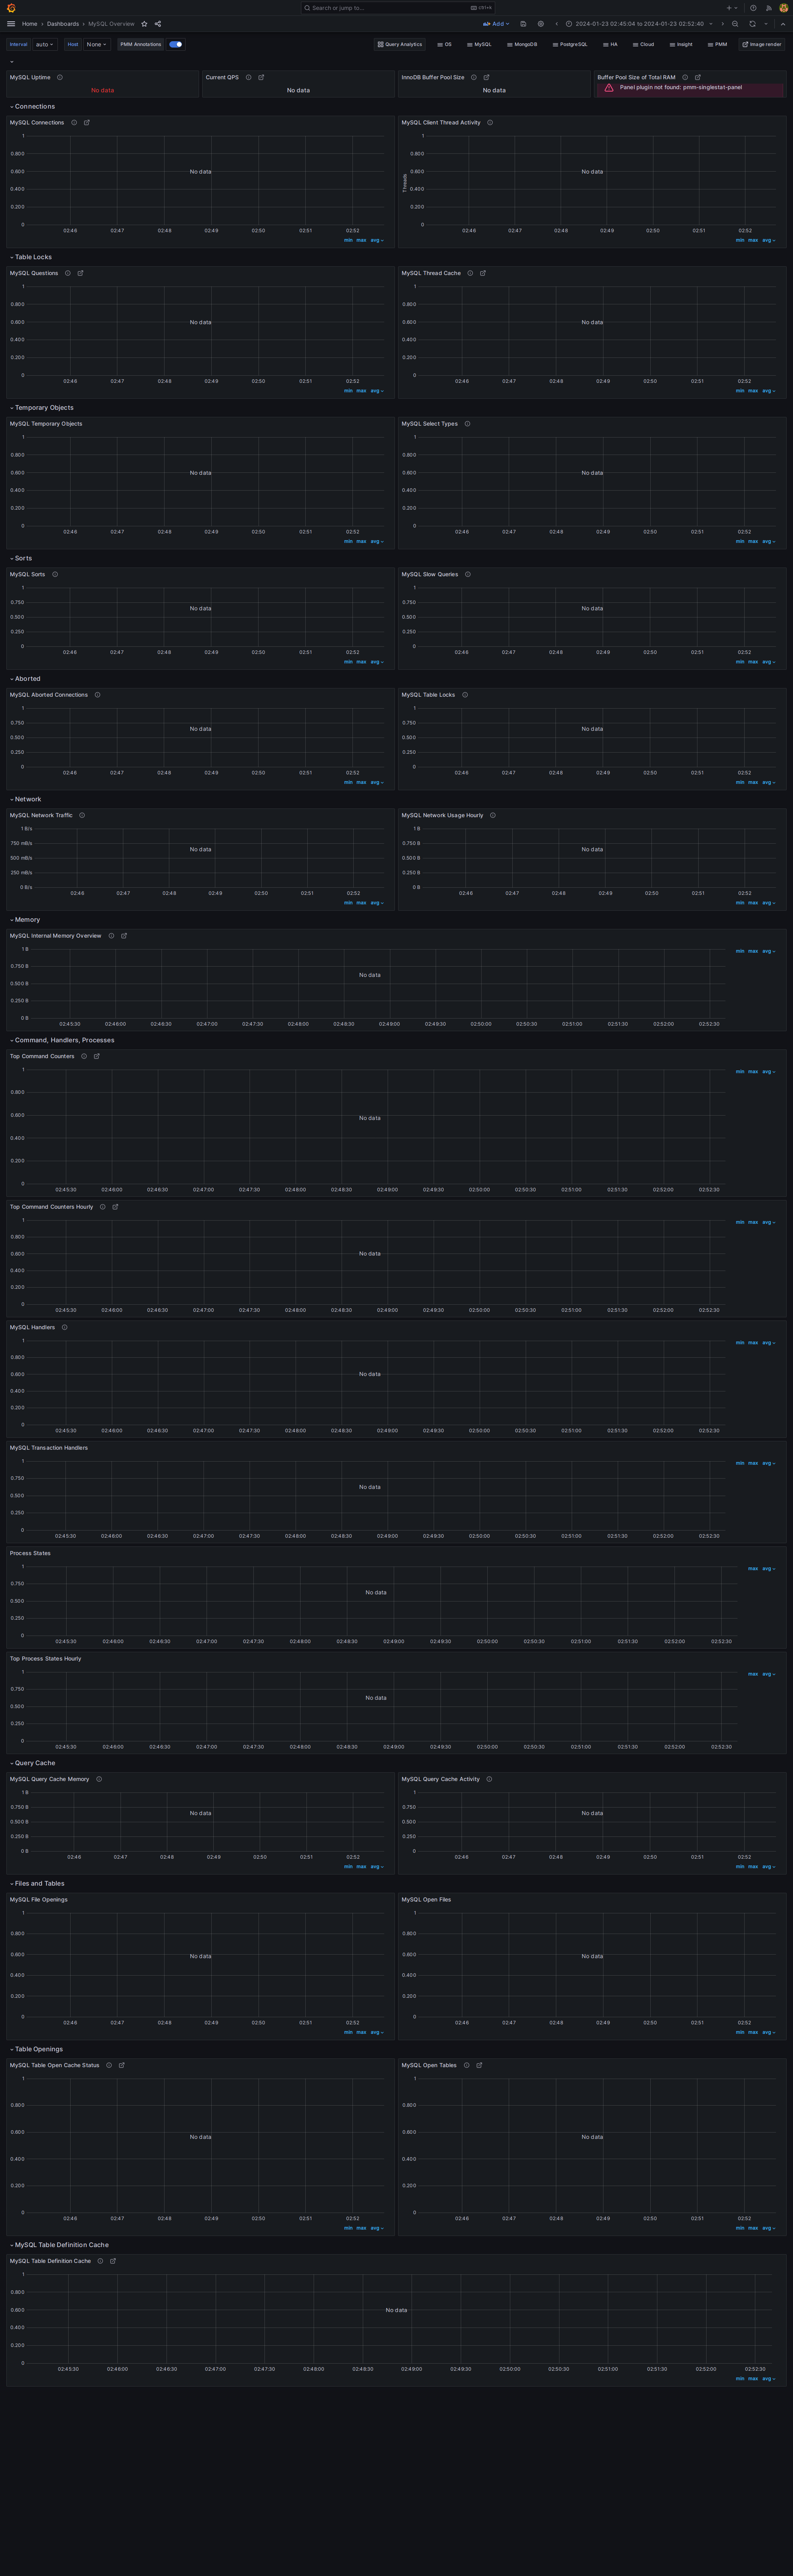 Search or jump to...
ctrl+k
Home › Dashboards › MySQL Overview
Add
2024-01-23 02:45:04 to 2024-01-23 02:52:40
Interval auto Host None PMM Annotations
Query Analytics OS MySQL MongoDB PostgreSQL HA Cloud Insight PMM Image render
MySQL Uptime
No data
Current QPS
No data
InnoDB Buffer Pool Size
No data
Buffer Pool Size of Total RAM
Panel plugin not found: pmm-singlestat-panel
Connections
MySQL Connections
1
0.800
0.600
0.400
0.200
0
No data
02:46 02:47 02:48 02:49 02:50 02:51 02:52
min max avg
MySQL Client Thread Activity
Threads
1
0.800
0.600
0.400
0.200
0
No data
02:46 02:47 02:48 02:49 02:50 02:51 02:52
min max avg
Table Locks
MySQL Questions
1
0.800
0.600
0.400
0.200
0
No data
02:46 02:47 02:48 02:49 02:50 02:51 02:52
min max avg
MySQL Thread Cache
1
0.800
0.600
0.400
0.200
0
No data
02:46 02:47 02:48 02:49 02:50 02:51 02:52
min max avg
Temporary Objects
MySQL Temporary Objects
1
0.800
0.600
0.400
0.200
0
No data
02:46 02:47 02:48 02:49 02:50 02:51 02:52
min max avg
MySQL Select Types
1
0.800
0.600
0.400
0.200
0
No data
02:46 02:47 02:48 02:49 02:50 02:51 02:52
min max avg
Sorts
MySQL Sorts
1
0.750
0.500
0.250
0
No data
02:46 02:47 02:48 02:49 02:50 02:51 02:52
min max avg
MySQL Slow Queries
1
0.750
0.500
0.250
0
No data
02:46 02:47 02:48 02:49 02:50 02:51 02:52
min max avg
Aborted
MySQL Aborted Connections
1
0.750
0.500
0.250
0
No data
02:46 02:47 02:48 02:49 02:50 02:51 02:52
min max avg
MySQL Table Locks
1
0.750
0.500
0.250
0
No data
02:46 02:47 02:48 02:49 02:50 02:51 02:52
min max avg
Network
MySQL Network Traffic
1 B/s
750 mB/s
500 mB/s
250 mB/s
0 B/s
No data
02:46 02:47 02:48 02:49 02:50 02:51 02:52
min max avg
MySQL Network Usage Hourly
1 B
0.750 B
0.500 B
0.250 B
0 B
No data
02:46 02:47 02:48 02:49 02:50 02:51 02:52
min max avg
Memory
MySQL Internal Memory Overview
1 B
0.750 B
0.500 B
0.250 B
0 B
No data
02:45:30 02:46:00 02:46:30 02:47:00 02:47:30 02:48:00 02:48:30 02:49:00 02:49:30 02:50:00 02:50:30 02:51:00 02:51:30 02:52:00 02:52:30
min max avg
Command, Handlers, Processes
Top Command Counters
1
0.800
0.600
0.400
0.200
0
No data
02:45:30 02:46:00 02:46:30 02:47:00 02:47:30 02:48:00 02:48:30 02:49:00 02:49:30 02:50:00 02:50:30 02:51:00 02:51:30 02:52:00 02:52:30
min max avg
Top Command Counters Hourly
1
0.800
0.600
0.400
0.200
0
No data
02:45:30 02:46:00 02:46:30 02:47:00 02:47:30 02:48:00 02:48:30 02:49:00 02:49:30 02:50:00 02:50:30 02:51:00 02:51:30 02:52:00 02:52:30
min max avg
MySQL Handlers
1
0.800
0.600
0.400
0.200
0
No data
02:45:30 02:46:00 02:46:30 02:47:00 02:47:30 02:48:00 02:48:30 02:49:00 02:49:30 02:50:00 02:50:30 02:51:00 02:51:30 02:52:00 02:52:30
min max avg
MySQL Transaction Handlers
1
0.750
0.500
0.250
0
No data
02:45:30 02:46:00 02:46:30 02:47:00 02:47:30 02:48:00 02:48:30 02:49:00 02:49:30 02:50:00 02:50:30 02:51:00 02:51:30 02:52:00 02:52:30
min max avg
Process States
1
0.750
0.500
0.250
0
No data
02:45:30 02:46:00 02:46:30 02:47:00 02:47:30 02:48:00 02:48:30 02:49:00 02:49:30 02:50:00 02:50:30 02:51:00 02:51:30 02:52:00 02:52:30
max avg
Top Process States Hourly
1
0.750
0.500
0.250
0
No data
02:45:30 02:46:00 02:46:30 02:47:00 02:47:30 02:48:00 02:48:30 02:49:00 02:49:30 02:50:00 02:50:30 02:51:00 02:51:30 02:52:00 02:52:30
max avg
Query Cache
MySQL Query Cache Memory
1 B
0.750 B
0.500 B
0.250 B
0 B
No data
02:46 02:47 02:48 02:49 02:50 02:51 02:52
min max avg
MySQL Query Cache Activity
1
0.750
0.500
0.250
0
No data
02:46 02:47 02:48 02:49 02:50 02:51 02:52
min max avg
Files and Tables
MySQL File Openings
1
0.800
0.600
0.400
0.200
0
No data
02:46 02:47 02:48 02:49 02:50 02:51 02:52
min max avg
MySQL Open Files
1
0.800
0.600
0.400
0.200
0
No data
02:46 02:47 02:48 02:49 02:50 02:51 02:52
min max avg
Table Openings
MySQL Table Open Cache Status
1
0.800
0.600
0.400
0.200
0
No data
02:46 02:47 02:48 02:49 02:50 02:51 02:52
min max avg
MySQL Open Tables
1
0.800
0.600
0.400
0.200
0
No data
02:46 02:47 02:48 02:49 02:50 02:51 02:52
min max avg
MySQL Table Definition Cache
MySQL Table Definition Cache
1
0.800
0.600
0.400
0.200
0
No data
02:45:30 02:46:00 02:46:30 02:47:00 02:47:30 02:48:00 02:48:30 02:49:00 02:49:30 02:50:00 02:50:30 02:51:00 02:51:30 02:52:00 02:52:30
min max avg